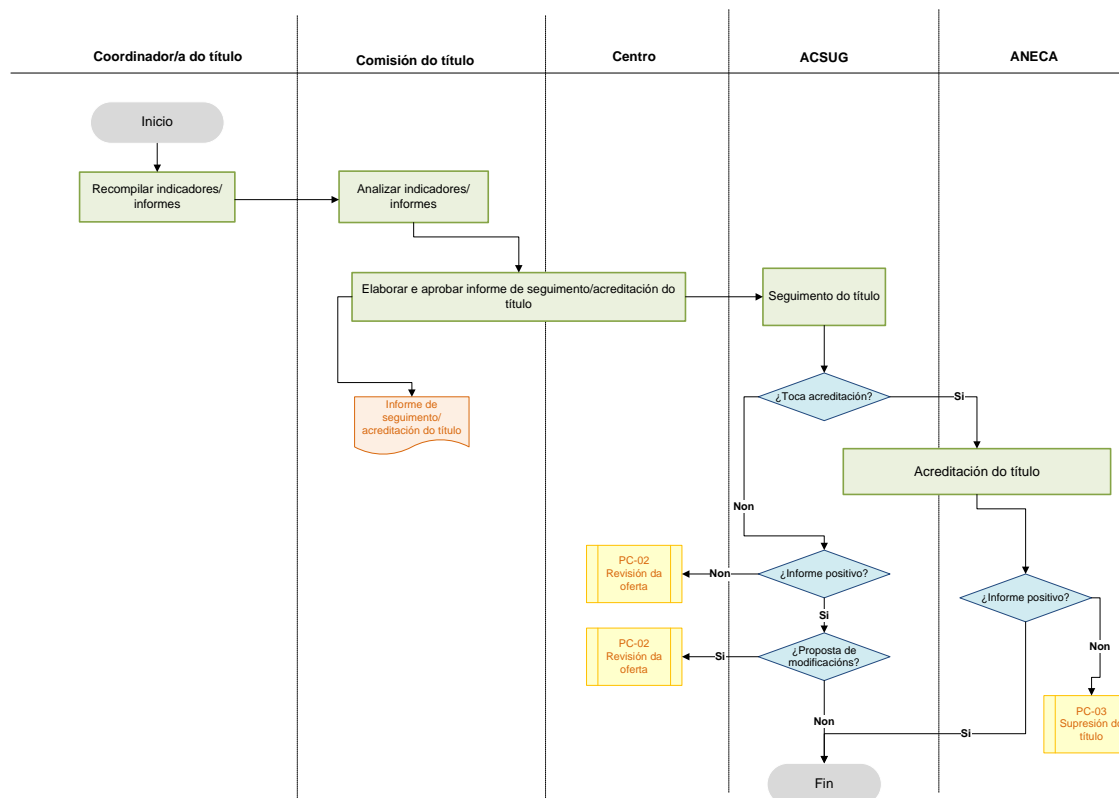 Coordinador/a do título
Comisión do título
Centro
ACSUG
ANECA
Inicio
Recompilar indicadores/
informes
Analizar indicadores/
informes
Elaborar e aprobar informe de seguimento/acreditación do
título
Seguimento do título
Informe de
seguimento/
acreditación do título
¿Toca acreditación?
Si
Acreditación do título
Non
PC-02
Revisión da
oferta
Non
¿Informe positivo?
¿Informe positivo?
Si
Non
PC-02
Revisión da
oferta
Si
¿Proposta de
modificacións?
PC-03
Supresión do
título
Non
Si
Fin